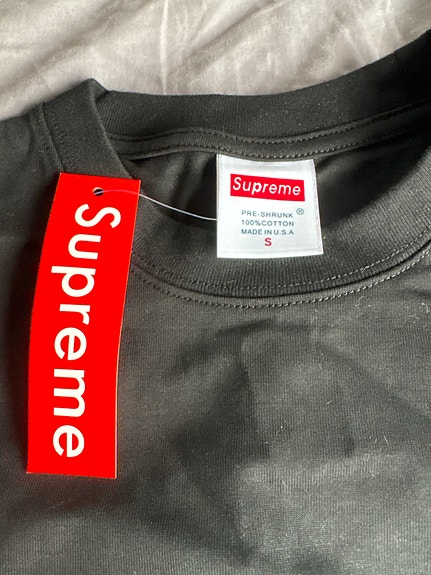 Supreme
Supreme
PRE-SHRUNK ®
100%COTTON
MADE IN U.S.A
S